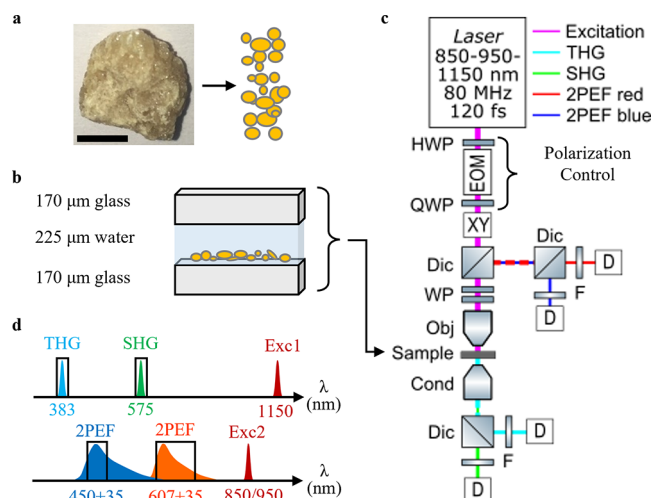 a
b
170 μm glass
225 μm water
170 μm glass
c
Laser
850-950-
1150 nm
80 MHz
120 fs
Excitation
THG
SHG
2PEF red
2PEF blue
HWP
EOM
QWP
XY
Polarization
Control
Dic
Dic
D
F
D
WP
Obj
Sample
Cond
Dic
D
F
D
d
THG
SHG
Exc1
λ
(nm)
383
575
1150
2PEF
2PEF
Exc2
λ
(nm)
450±35
607±35
850/950